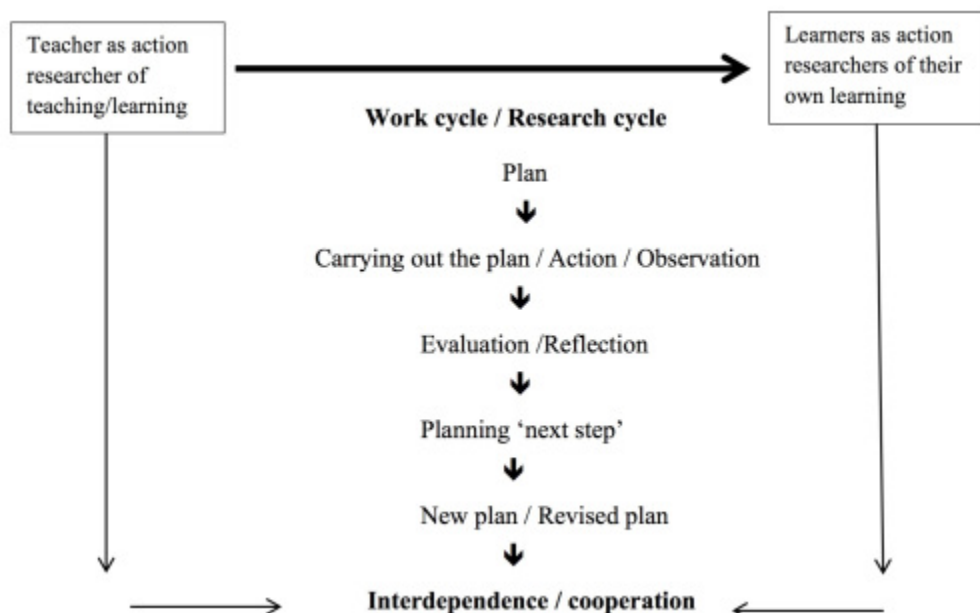 Teacher as action
researcher of
teaching/learning
Learners as action
researchers of their
own learning
Work cycle / Research cycle
Plan
Carrying out the plan / Action / Observation
Evaluation /Reflection
Planning ‘next step’
New plan / Revised plan
Interdependence / cooperation